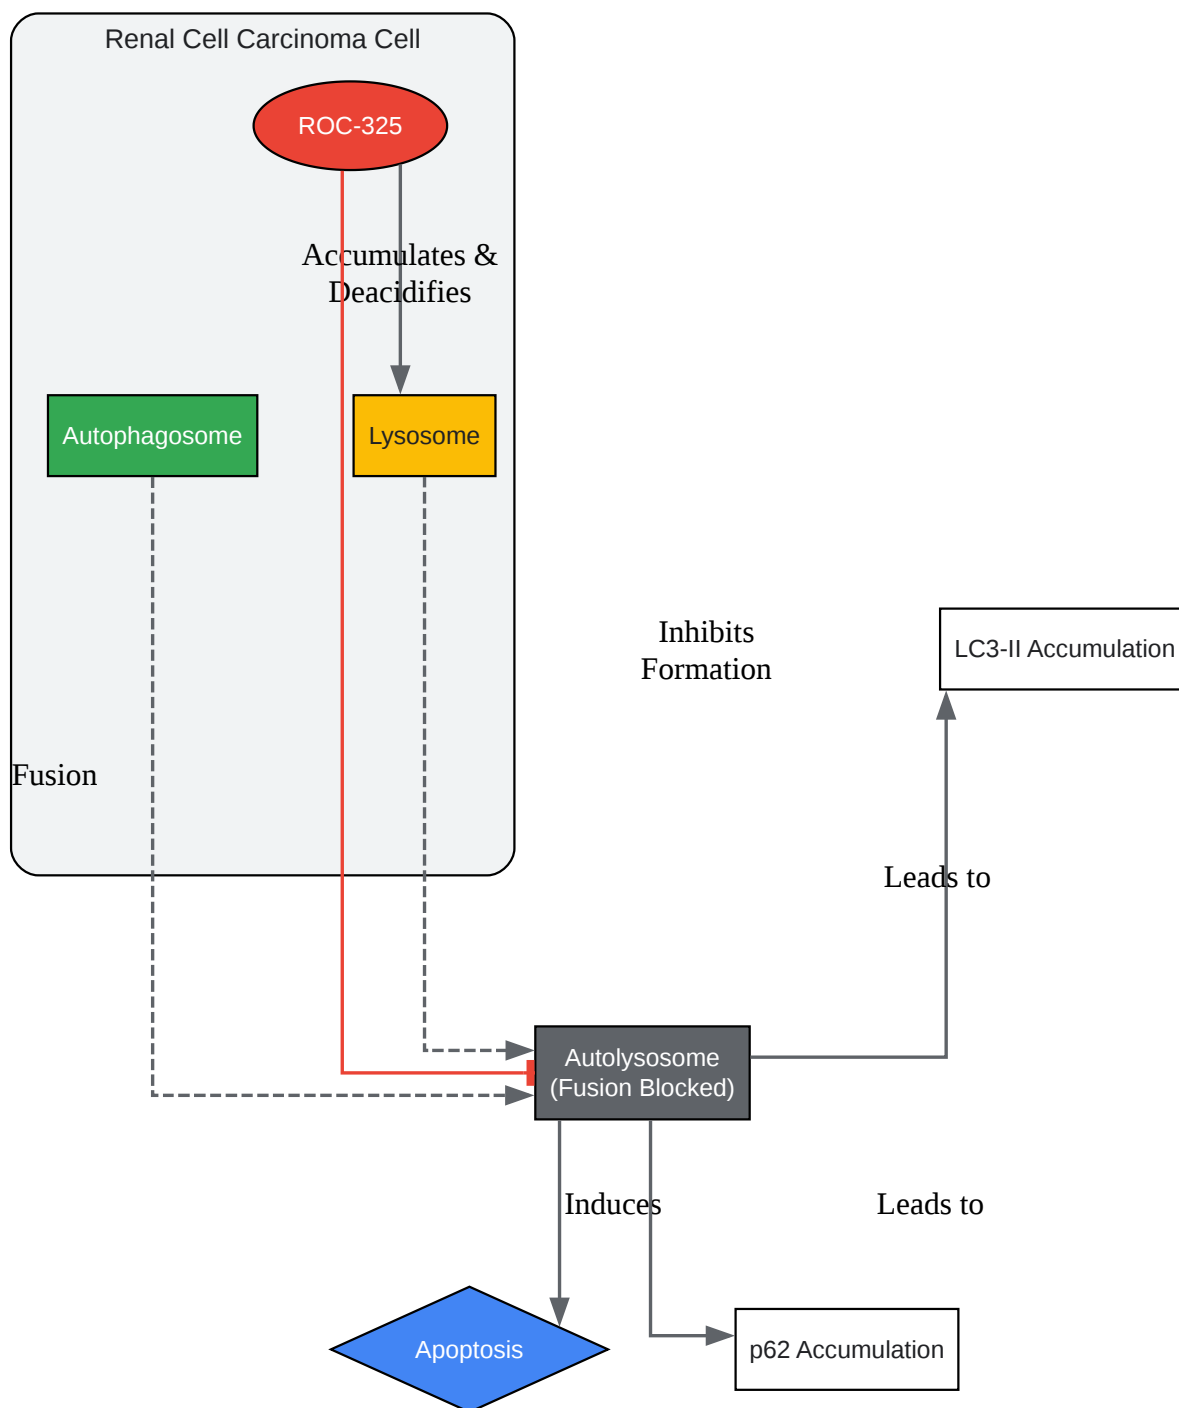 Renal Cell Carcinoma Cell
ROC-325
Accumulates &
Deacidifies
Autophagosome
Lysosome
Inhibits
Formation
LC3-II Accumulation
Fusion
Leads to
Autolysosome
(Fusion Blocked)
Induces
Leads to
Apoptosis
p62 Accumulation